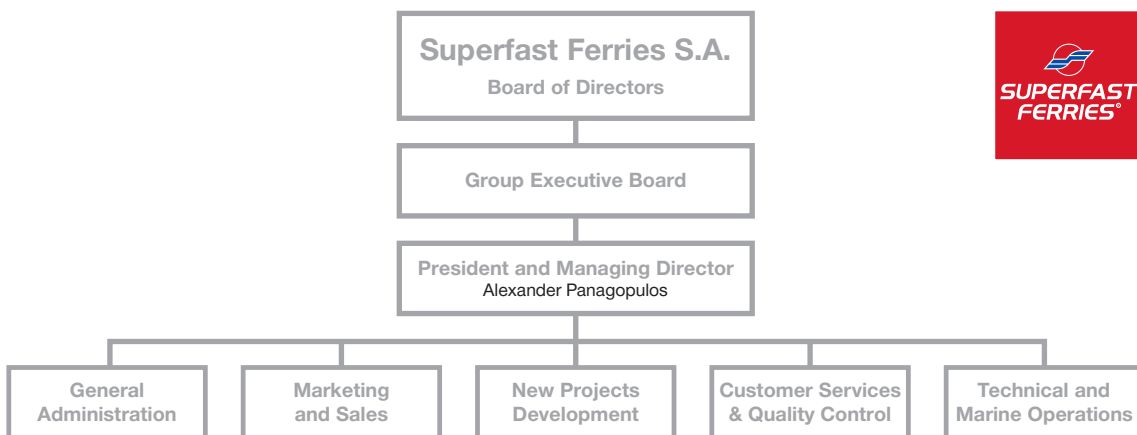 Superfast Ferries S.A.
Board of Directors
SUPERFAST
FERRIES®
Group Executive Board
President and Managing Director
Alexander Panagopulos
General
Administration
Marketing
and Sales
New Projects
Development
Customer Services
& Quality Control
Technical and
Marine Operations